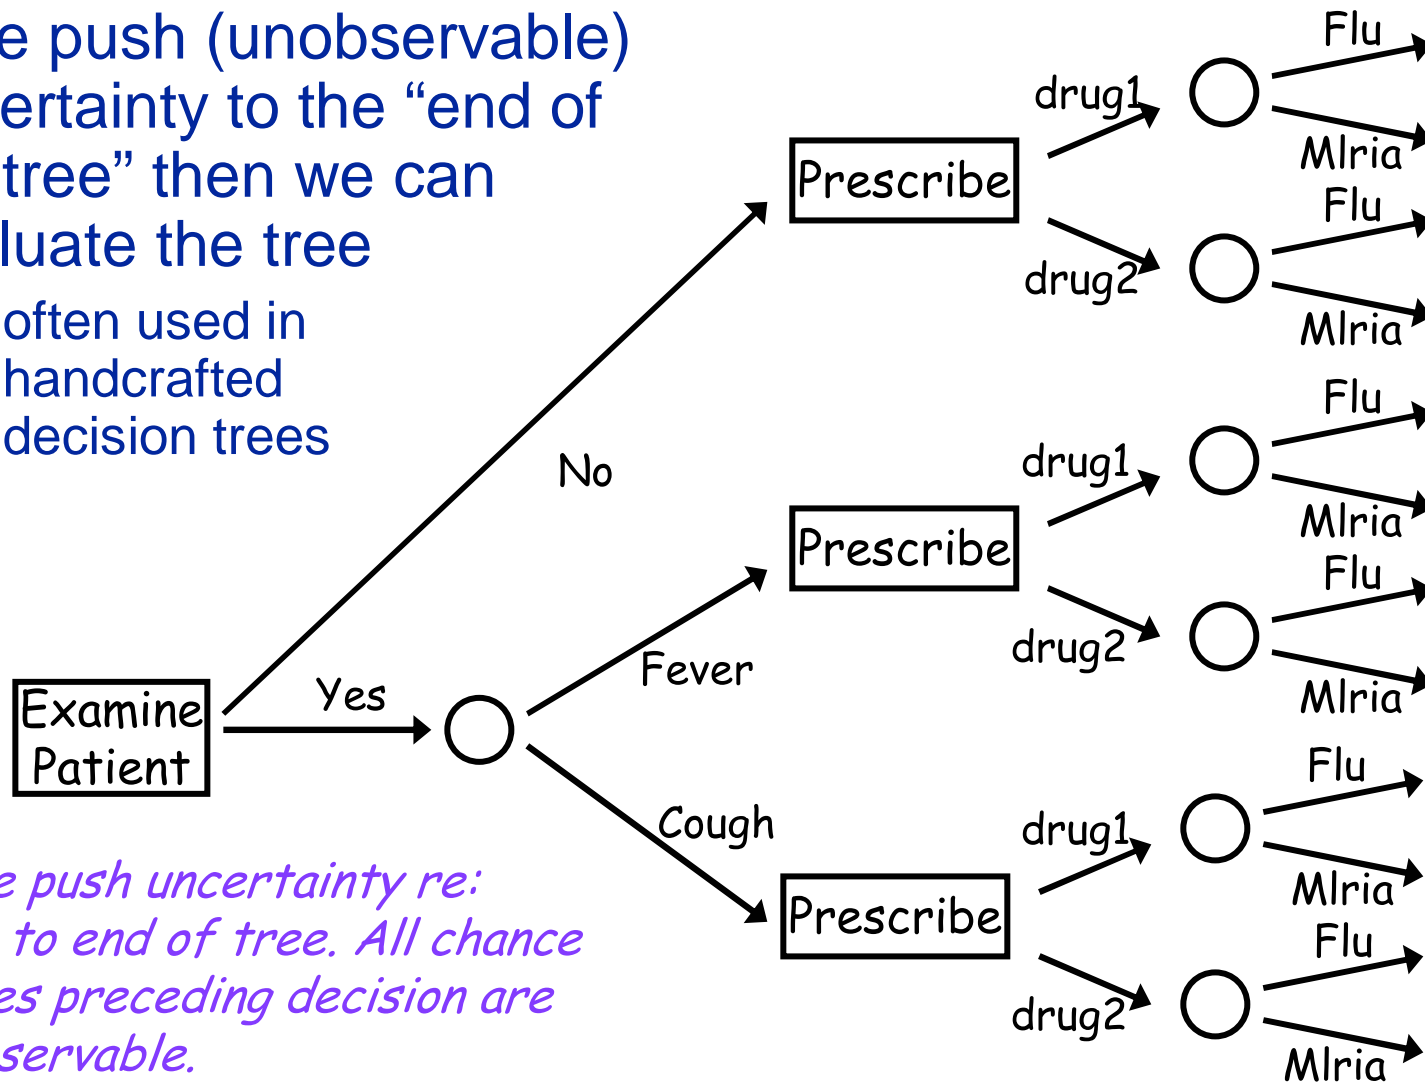 e push (unobservable)
ertainty to the “end of
tree” then we can
luate the tree
often used in
handcrafted
decision trees
Flu
drug1
Mlria
Prescribe
Flu
drug2
Mlria
No
Flu
drug1
Mlria
Prescribe
Flu
drug2
Mlria
Fever
Examine
Patient
Yes
Cough
Flu
drug1
Mlria
Prescribe
Flu
drug2
Mlria
e push uncertainty re:
to end of tree. All chance
es preceding decision are
servable.